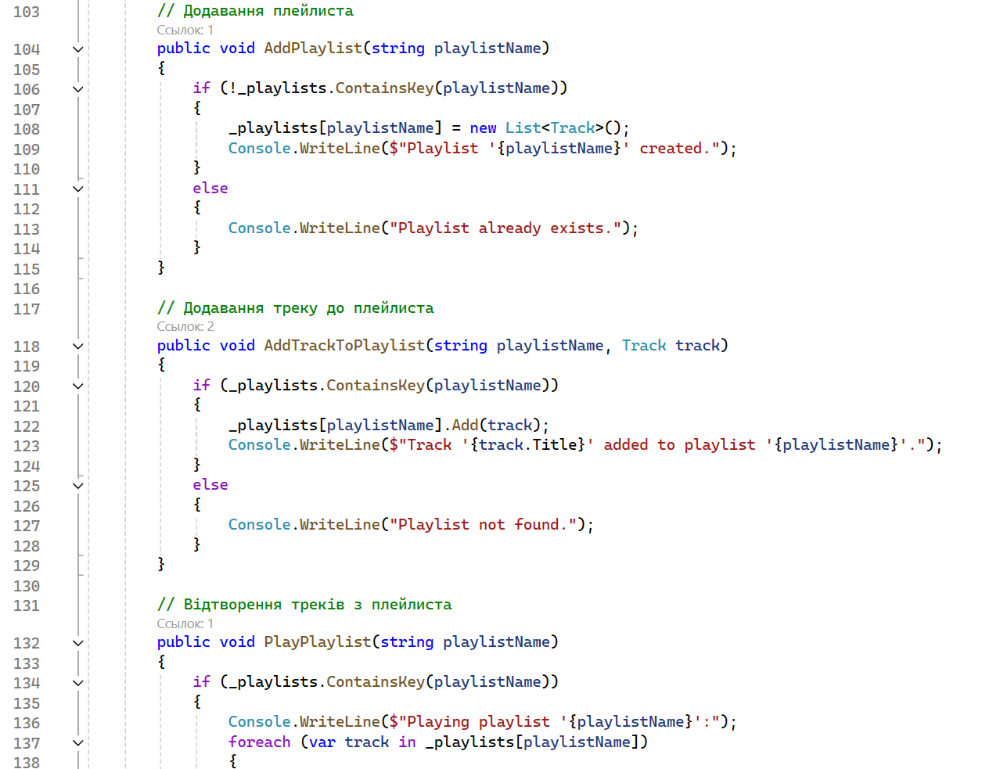 103 // Додавання плейлиста
Ссылок: 1
104 public void AddPlaylist(string playlistName)
105 {
106 if (!_playlists.ContainsKey(playlistName))
107 {
108 _playlists[playlistName] = new List<Track>();
109 Console.WriteLine($"Playlist '{playlistName}' created.");
110 }
111 else
112 {
113 Console.WriteLine("Playlist already exists.");
114 }
115 }
116
117 // Додавання треку до плейлиста
Ссылок: 2
118 public void AddTrackToPlaylist(string playlistName, Track track)
119 {
120 if (_playlists.ContainsKey(playlistName))
121 {
122 _playlists[playlistName].Add(track);
123 Console.WriteLine($"Track '{track.Title}' added to playlist '{playlistName}'.");
124 }
125 else
126 {
127 Console.WriteLine("Playlist not found.");
128 }
129 }
130
131 // Відтворення треків з плейлиста
Ссылок: 1
132 public void PlayPlaylist(string playlistName)
133 {
134 if (_playlists.ContainsKey(playlistName))
135 {
136 Console.WriteLine($"Playing playlist '{playlistName}':");
137 foreach (var track in _playlists[playlistName])
138 {